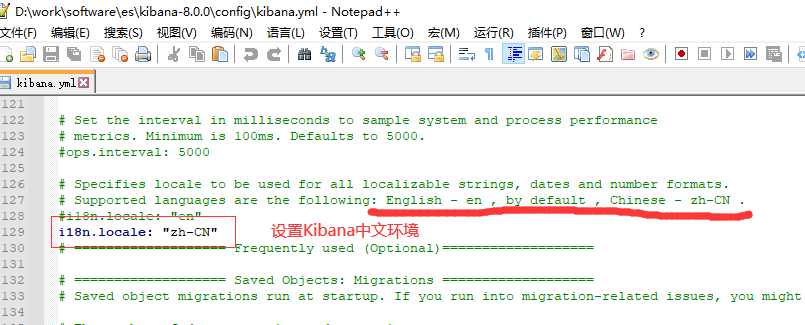 D:\work\software\es\kibana-8.0.0\config\kibana.yml - Notepad++
文件(F) 编辑(E) 搜索(S) 视图(V) 编码(N) 语言(L) 设置(T) 工具(O) 宏(M) 运行(R) 插件(P) 窗口(W) ?
kibana.yml
121
122 # Set the interval in milliseconds to sample system and process performance
123 # metrics. Minimum is 100ms. Defaults to 5000.
124 #ops.interval: 5000
125
126 # Specifies locale to be used for all localizable strings, dates and number formats.
127 # Supported languages are the following: English - en , by default , Chinese - zh-CN .
128 #i18n.locale: "en"
129 i18n.locale: "zh-CN" 设置Kibana中文环境
130 # =================== Frequently used (Optional)===================
131
132 # =================== Saved Objects: Migrations ===================
133 # Saved object migrations run at startup. If you run into migration-related issues, you might
134